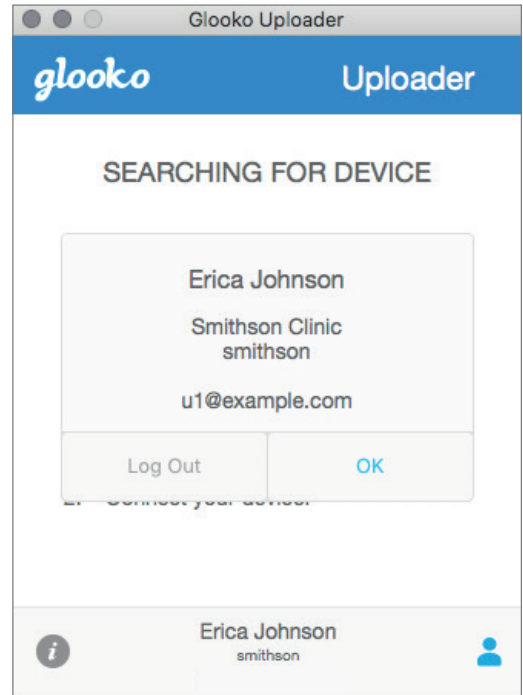 Glooko Uploader
glooko Uploader
SEARCHING FOR DEVICE
Erica Johnson
Smithson Clinic
smithson
u1@example.com
Log Out OK
Erica Johnson
smithson